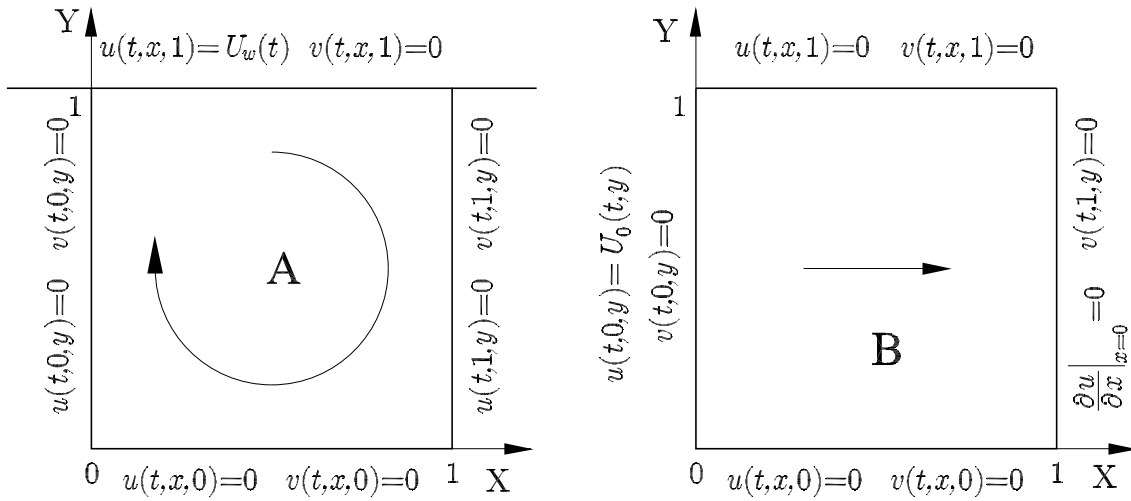 Y
u(t,x,1)=U_w(t) v(t,x,1)=0
1
u(t,0,y)=0 v(t,0,y)=0
A
u(t,1,y)=0 v(t,1,y)=0
0
1
X
u(t,x,0)=0 v(t,x,0)=0
Y
u(t,x,1)=0 v(t,x,1)=0
1
u(t,0,y)=U_0(t,y)
v(t,0,y)=0
B
∂u/∂x|_{x=0} =0 v(t,1,y)=0
0
1
X
u(t,x,0)=0 v(t,x,0)=0